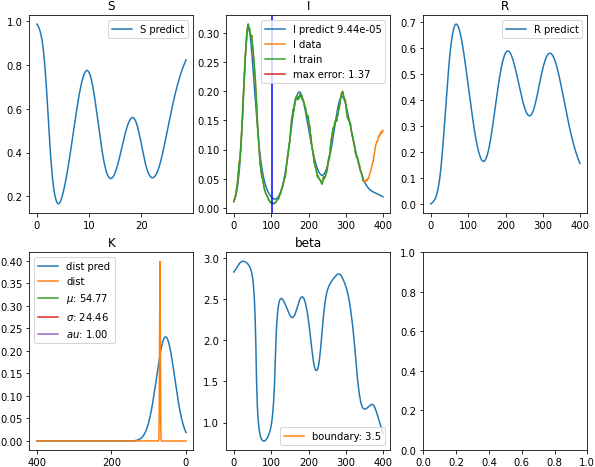 S
I
R
S predict
I predict 9.44e-05
I data
I train
max error: 1.37
R predict
1.0
0.8
0.6
0.4
0.2
0 10 20
0.30
0.25
0.20
0.15
0.10
0.05
0.00
0 100 200 300 400
0.7
0.6
0.5
0.4
0.3
0.2
0.1
0.0
0 100 200 300 400
K
beta
dist pred
dist
μ: 54.77
σ: 24.46
au: 1.00
0.40
0.35
0.30
0.25
0.20
0.15
0.10
0.05
0.00
400 200 0
3.0
2.5
2.0
1.5
1.0
boundary: 3.5
0 100 200 300 400
1.0
0.8
0.6
0.4
0.2
0.0
0.0 0.2 0.4 0.6 0.8 1.0